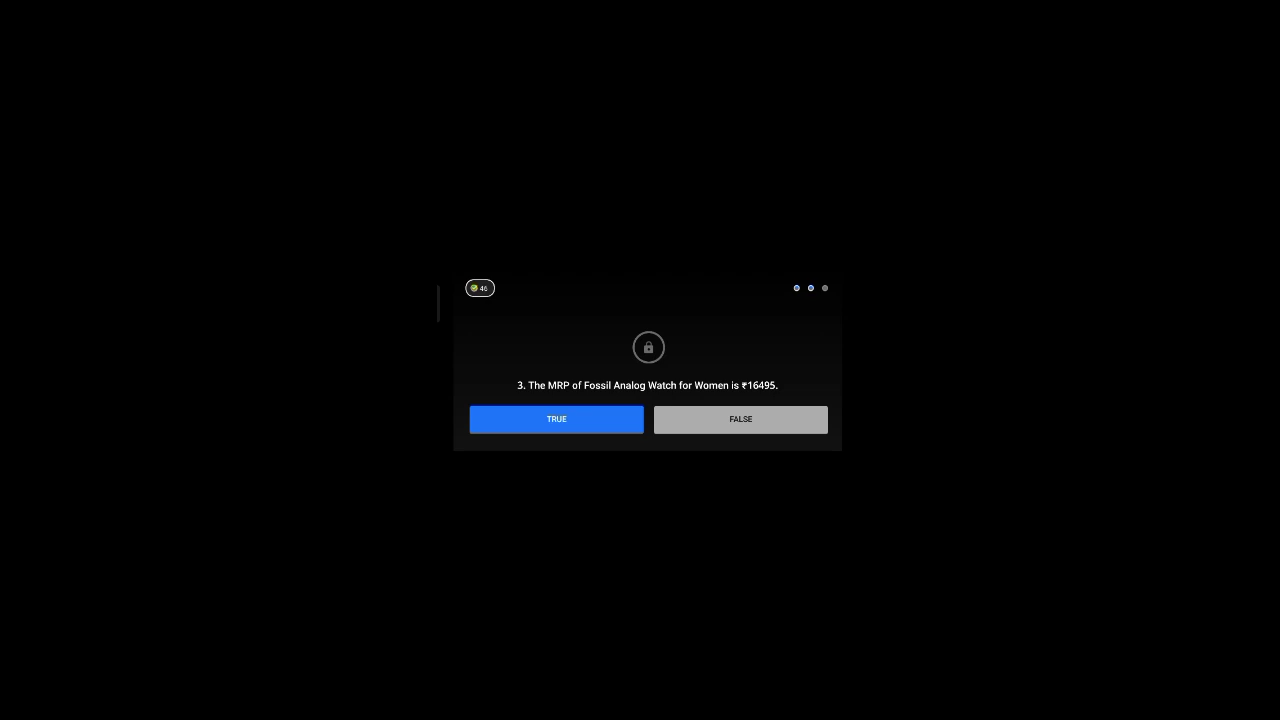 46
3. The MRP of Fossil Analog Watch for Women is ₹16495.
TRUE
FALSE